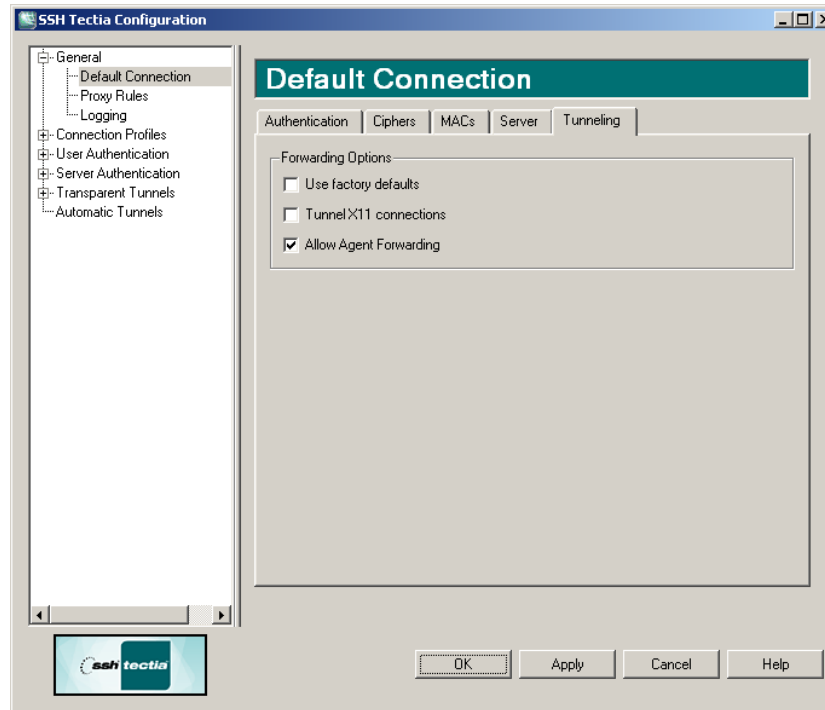 SSH Tectia Configuration
General
Default Connection
Proxy Rules
Logging
Connection Profiles
User Authentication
Server Authentication
Transparent Tunnels
Automatic Tunnels
Default Connection
Authentication
Ciphers
MACs
Server
Tunneling
Forwarding Options
Use factory defaults
Tunnel X11 connections
Allow Agent Forwarding
ssh tectia
OK
Apply
Cancel
Help